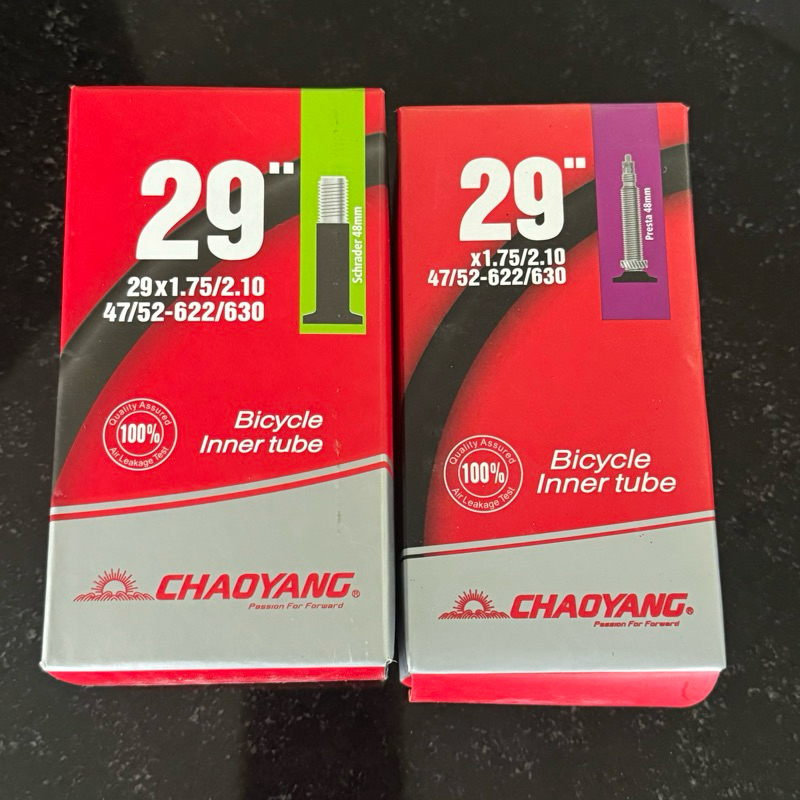 29"
29x1.75/2.10
47/52-622/630
Schrader 48mm
Quality Assured
100%
Air Leakage Test
Bicycle
Inner tube
CHAOYANG®
Passion For Forward
29"
x1.75/2.10
47/52-622/630
Presta 48mm
Quality Assured
100%
Air Leakage Test
Bicycle
Inner tube
CHAOYANG®
Passion For Forward